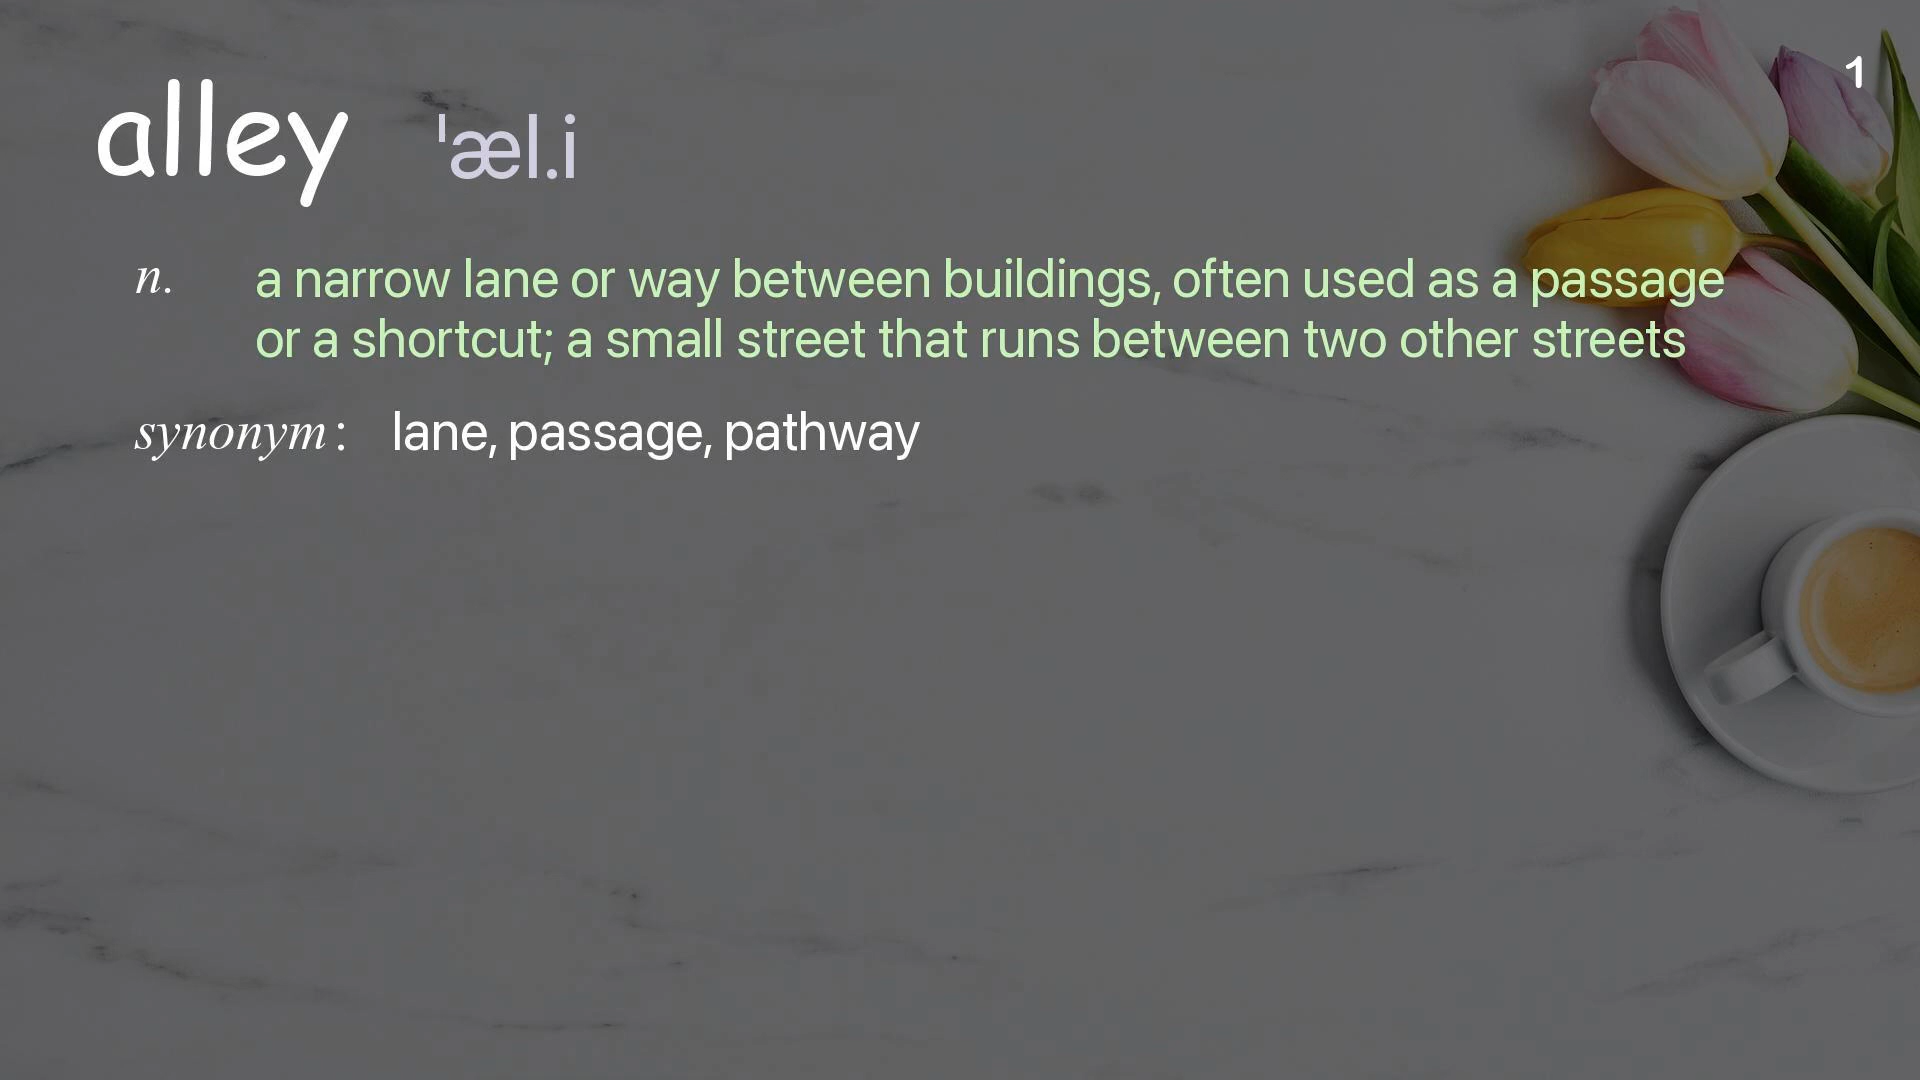 1
alley ˈæl.i
n. a narrow lane or way between buildings, often used as a passage
or a shortcut; a small street that runs between two other streets
synonym: lane, passage, pathway